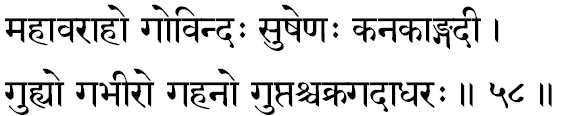 महावराहो गोविन्दः सुषेणः कनकाङ्गदी ।
गुह्यो गभीरो गहनो गुप्तश्चक्रगदाधरः ॥ ५८ ॥